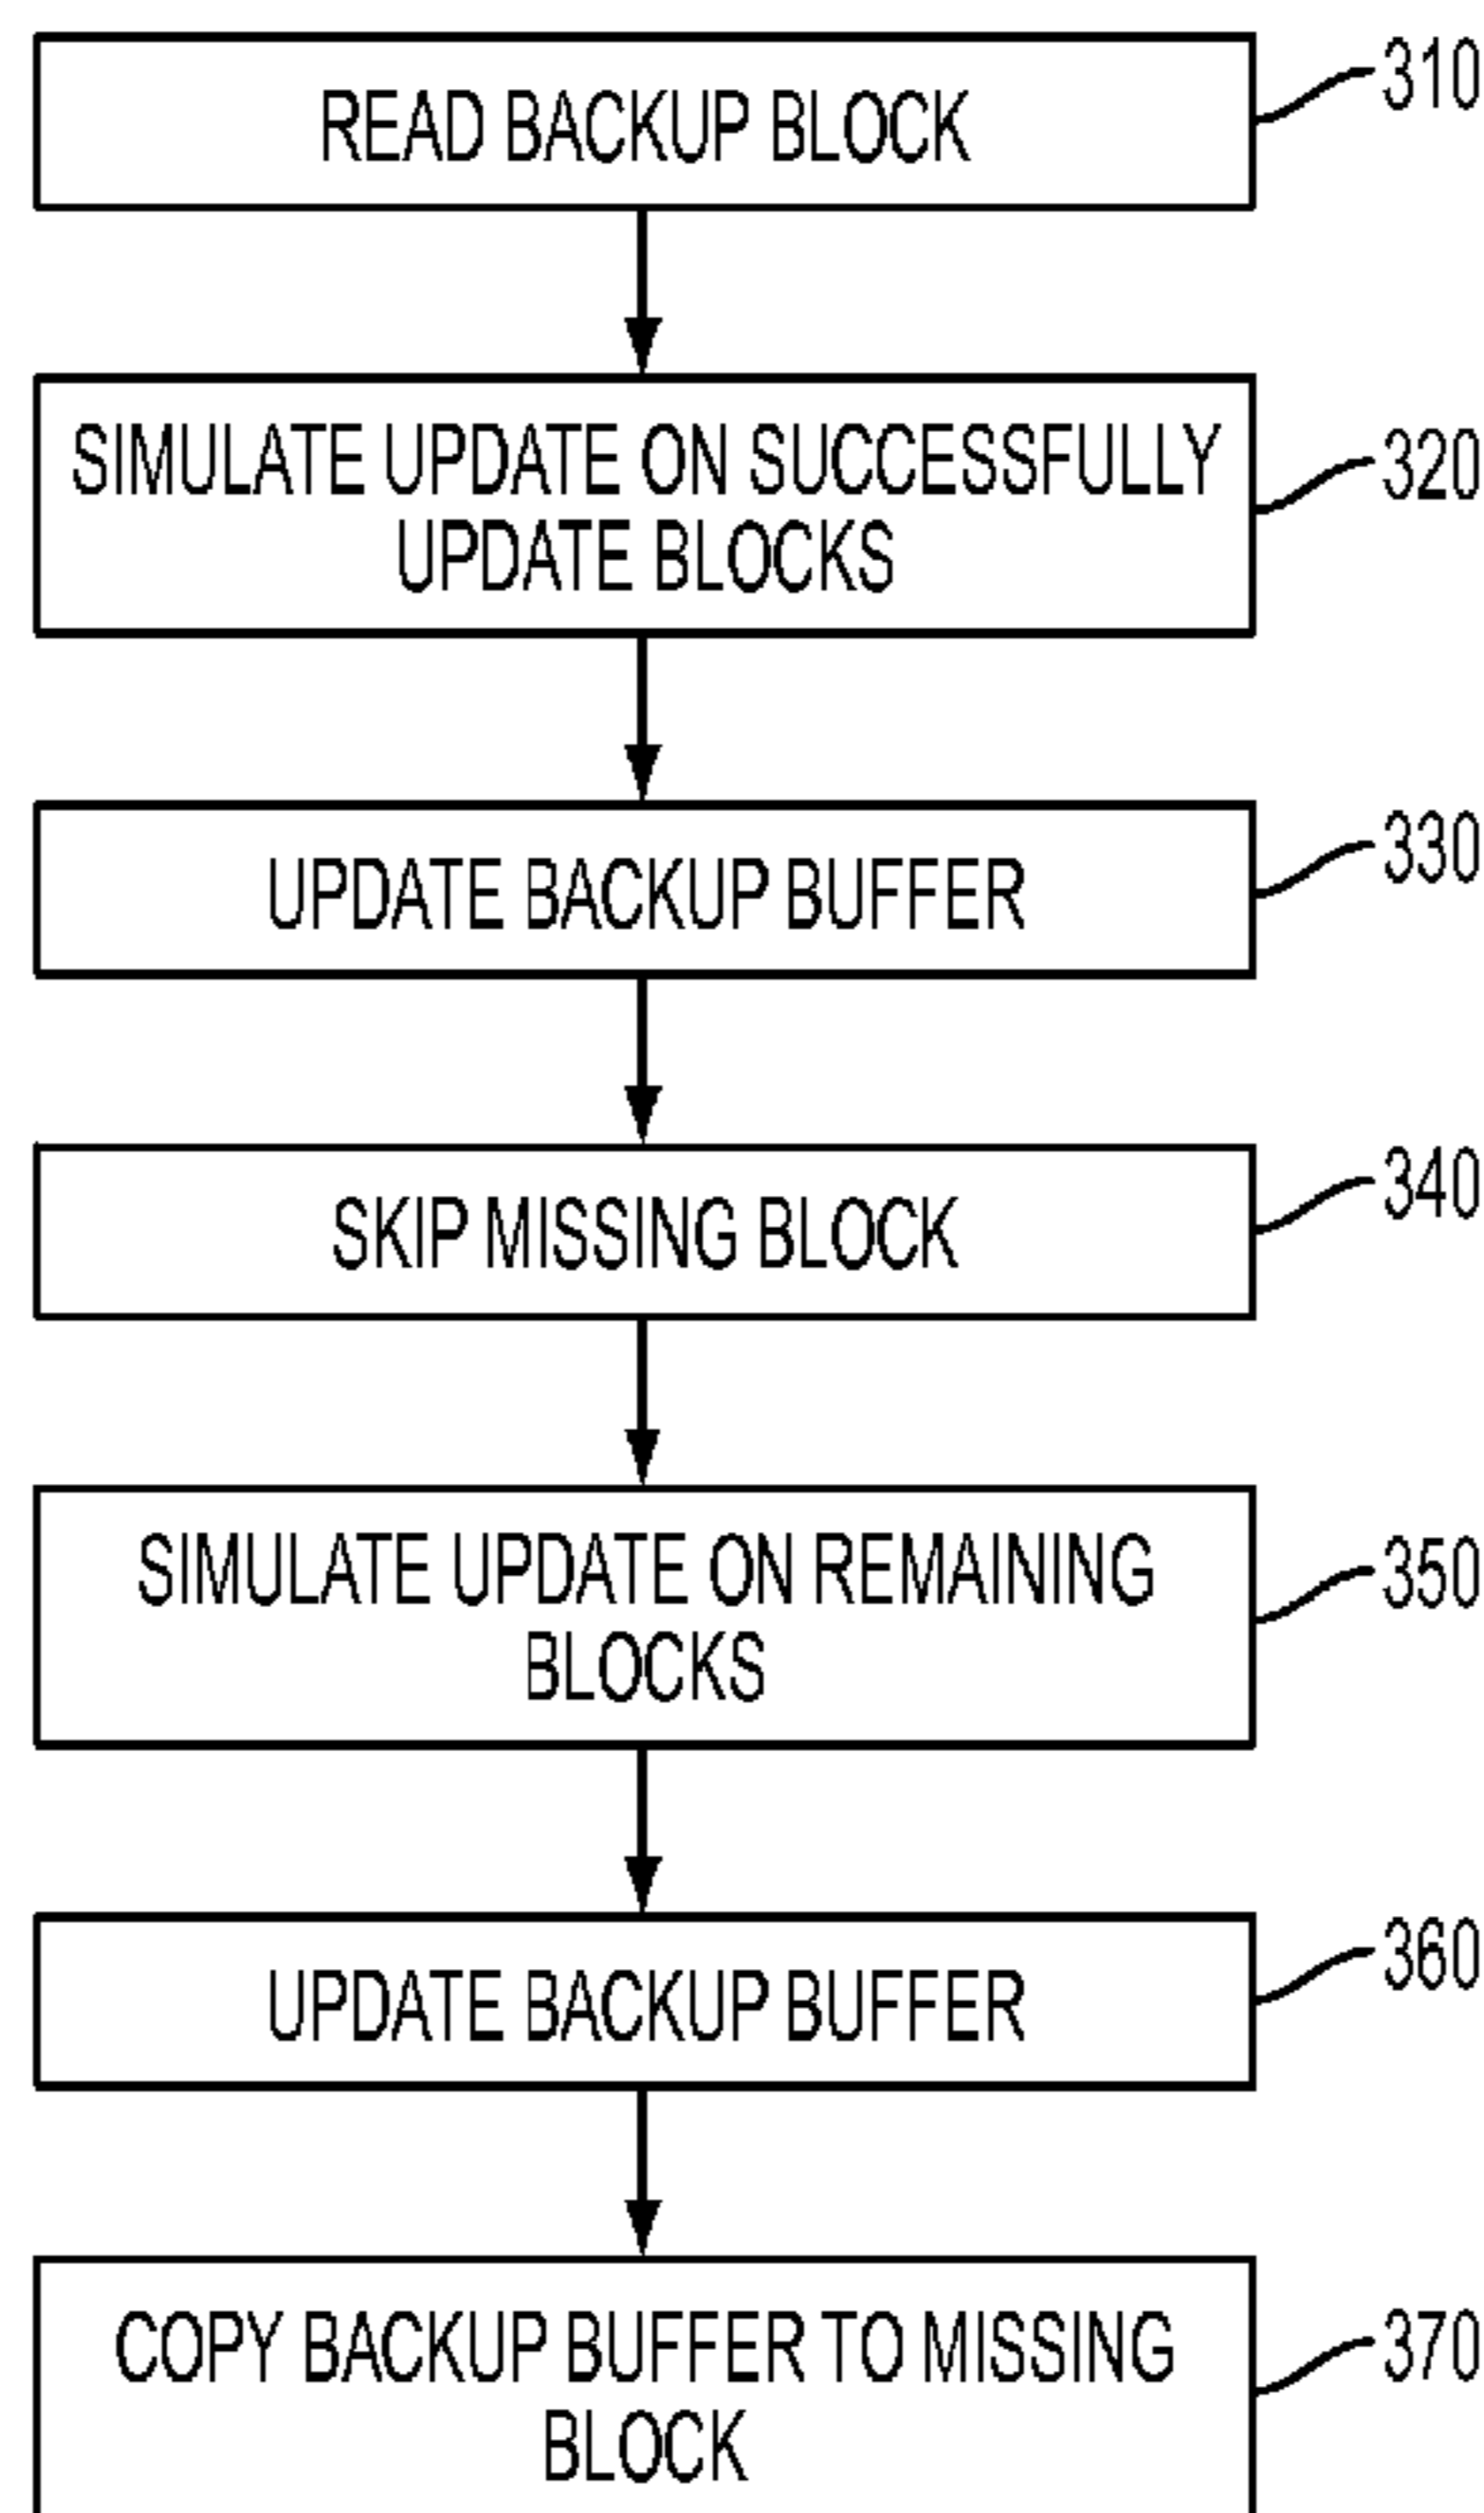 READ BACKUP BLOCK
310
SIMULATE UPDATE ON SUCCESSFULLY
UPDATE BLOCKS
320
UPDATE BACKUP BUFFER
330
SKIP MISSING BLOCK
340
SIMULATE UPDATE ON REMAINING
BLOCKS
350
UPDATE BACKUP BUFFER
360
COPY BACKUP BUFFER TO MISSING
BLOCK
370